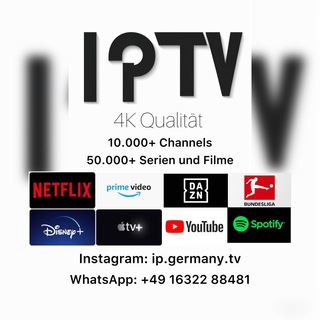 IPTV
4K Qualität
10.000+ Channels
50.000+ Serien und Filme
NETFLIX
prime video
DAZN
BUNDESLIGA
Disney+
tv+
YouTube
Spotify
Instagram: ip.germany.tv
WhatsApp: +49 16322 88481